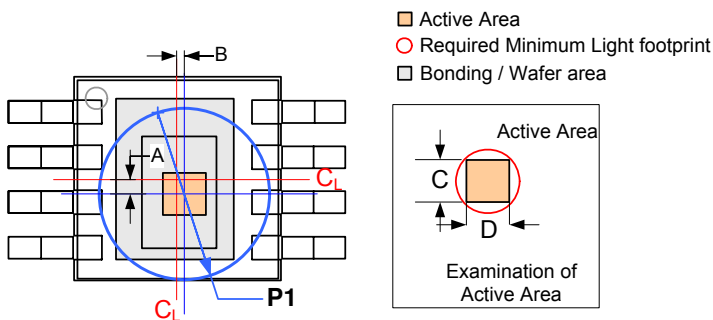 Active Area
Required Minimum Light footprint
Bonding / Wafer area
B
A
CL
P1
CL
Active Area
C
D
Examination of
Active Area